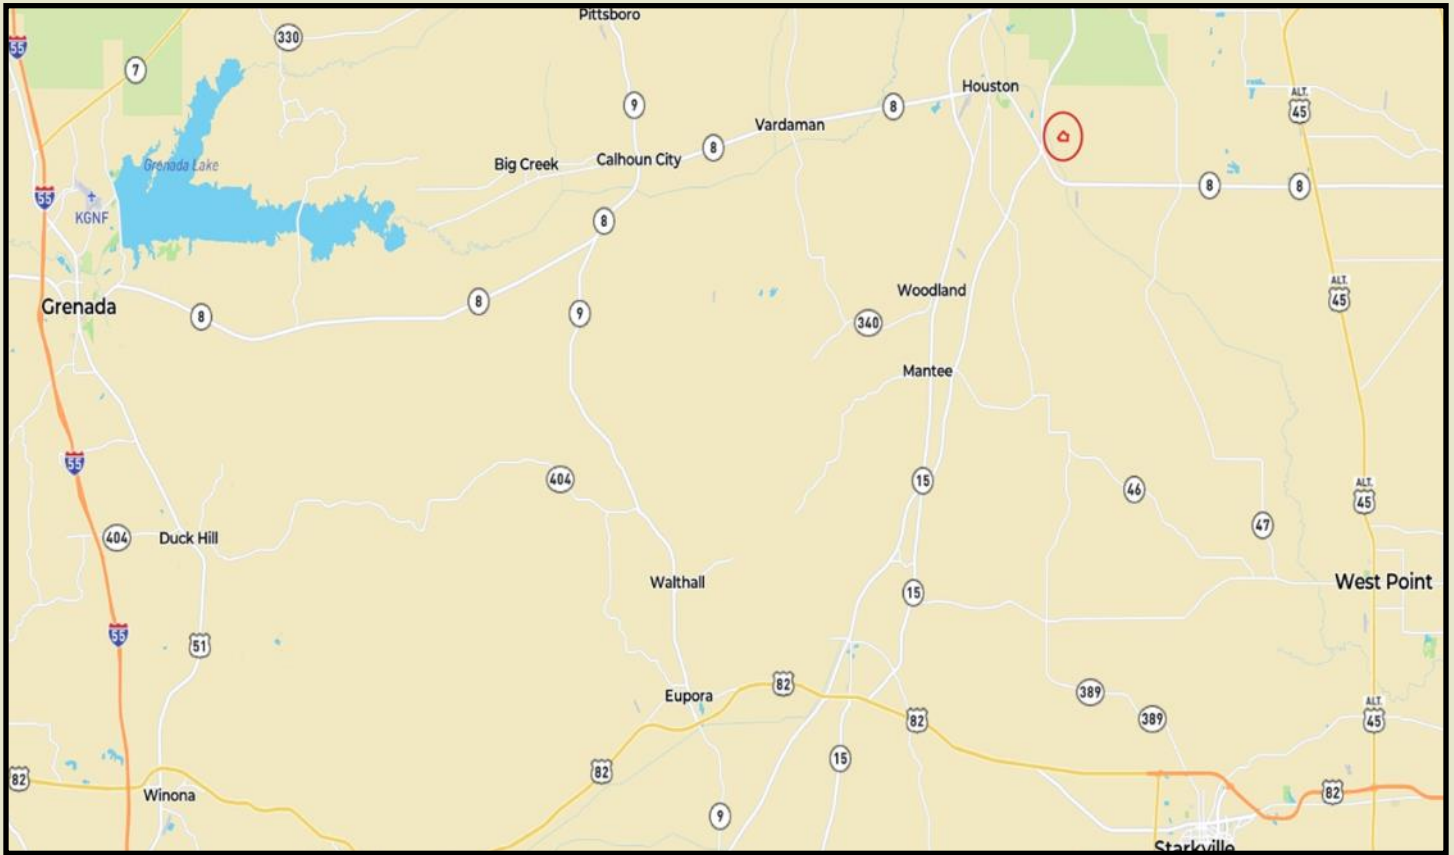 Pittsboro
55
330
7
Houston
ALT.
45
9
8
Vardaman
8
Big Creek
Calhoun City
Grenada Lake
55
KGNF
8
8
8
Woodland
ALT.
45
Grenada
8
8
9
340
Mantee
55
404
15
46
ALT.
45
47
404
Duck Hill
Walthall
West Point
15
55
51
Eupora
82
389
389
82
ALT.
45
15
82
82
Winona
82
9
Starkville